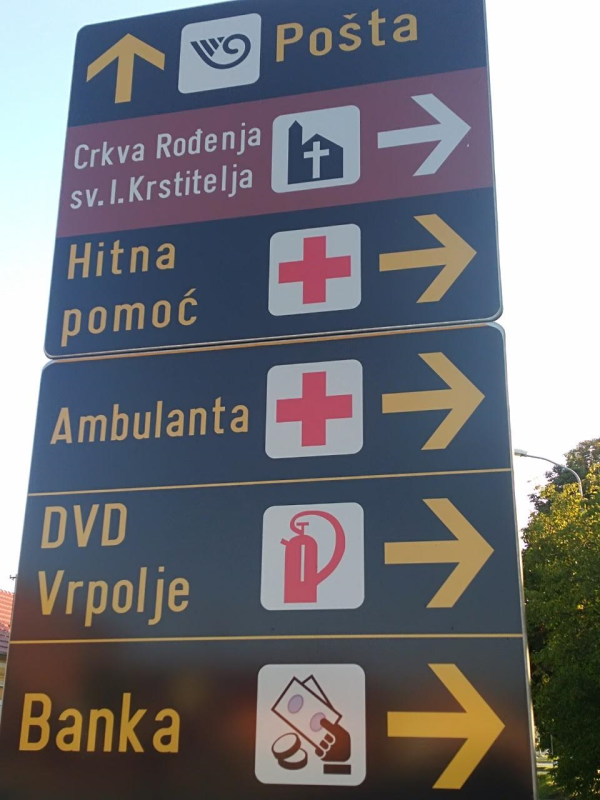 Pošta
Crkva Rođenja
sv. I. Krstitelja
Hitna
pomoć
Ambulanta
DVD
Vrpolje
Banka